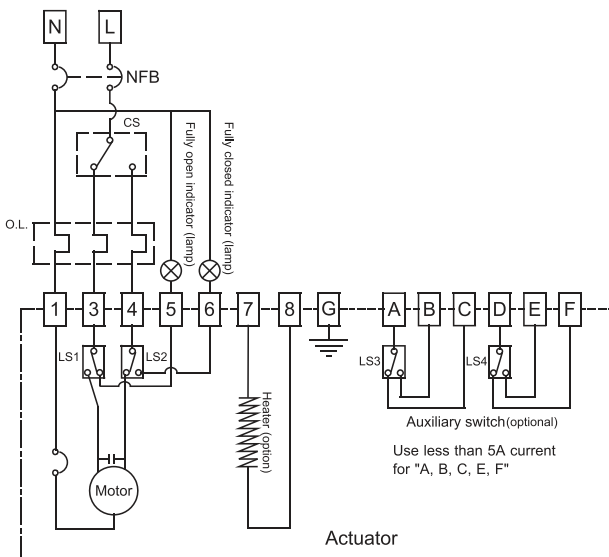 N L
NFB
CS
Fully open indicator (lamp)
Fully closed indicator (lamp)
O.L.
1 3 4 5 6 7 8 G A B C D E F
LS1 LS2 LS3 LS4
Heater (option)
Auxiliary switch(optional)
Use less than 5A current
for "A, B, C, E, F"
Motor
Actuator